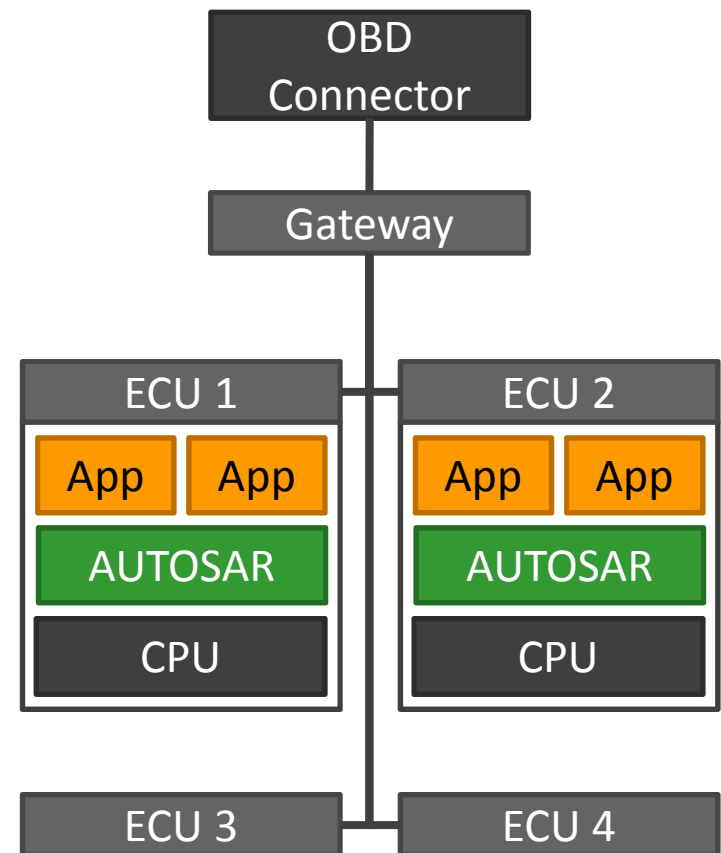 OBD
Connector
Gateway
ECU 1
ECU 2
App
App
App
App
AUTOSAR
AUTOSAR
CPU
CPU
ECU 3
ECU 4